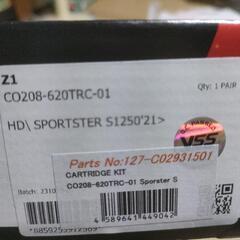 Z1
Qty: 1 PAIR
CO208-620TRC-01
HD\ SPORTSTER S1250'21>
YSS
Parts No:127-C02931501
CARTRIDGE KIT
CO208-620TRC-01 Sporster S
Batch: 2310
4 589641 449042